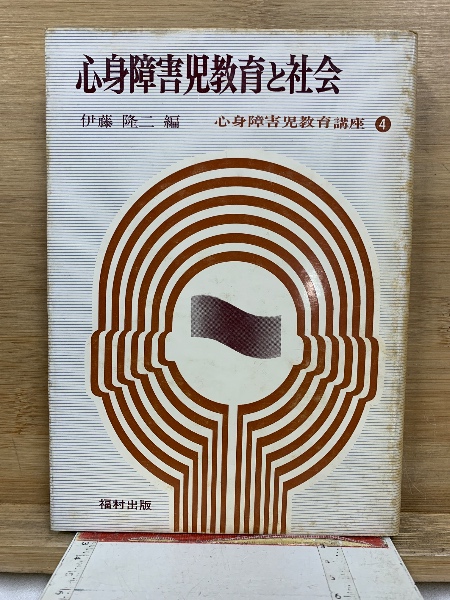 心身障害児教育と社会
伊藤 隆二 編 心身障害児教育講座 4
福村出版